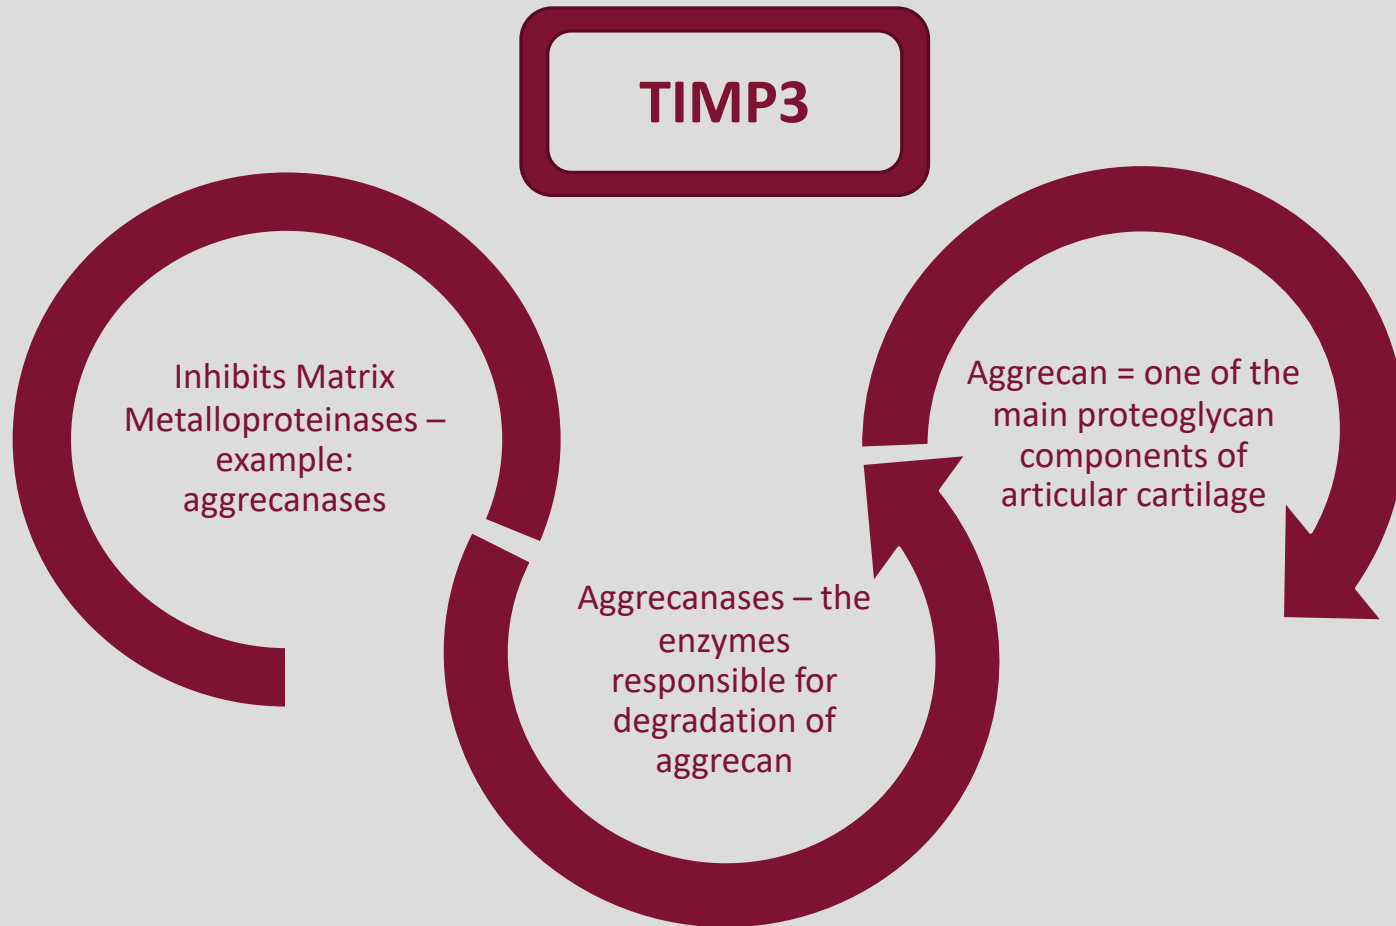 TIMP3
Inhibits Matrix
Metalloproteinases –
example:
aggrecanases
Aggrecanases – the
enzymes
responsible for
degradation of
aggrecan
Aggrecan = one of the
main proteoglycan
components of
articular cartilage